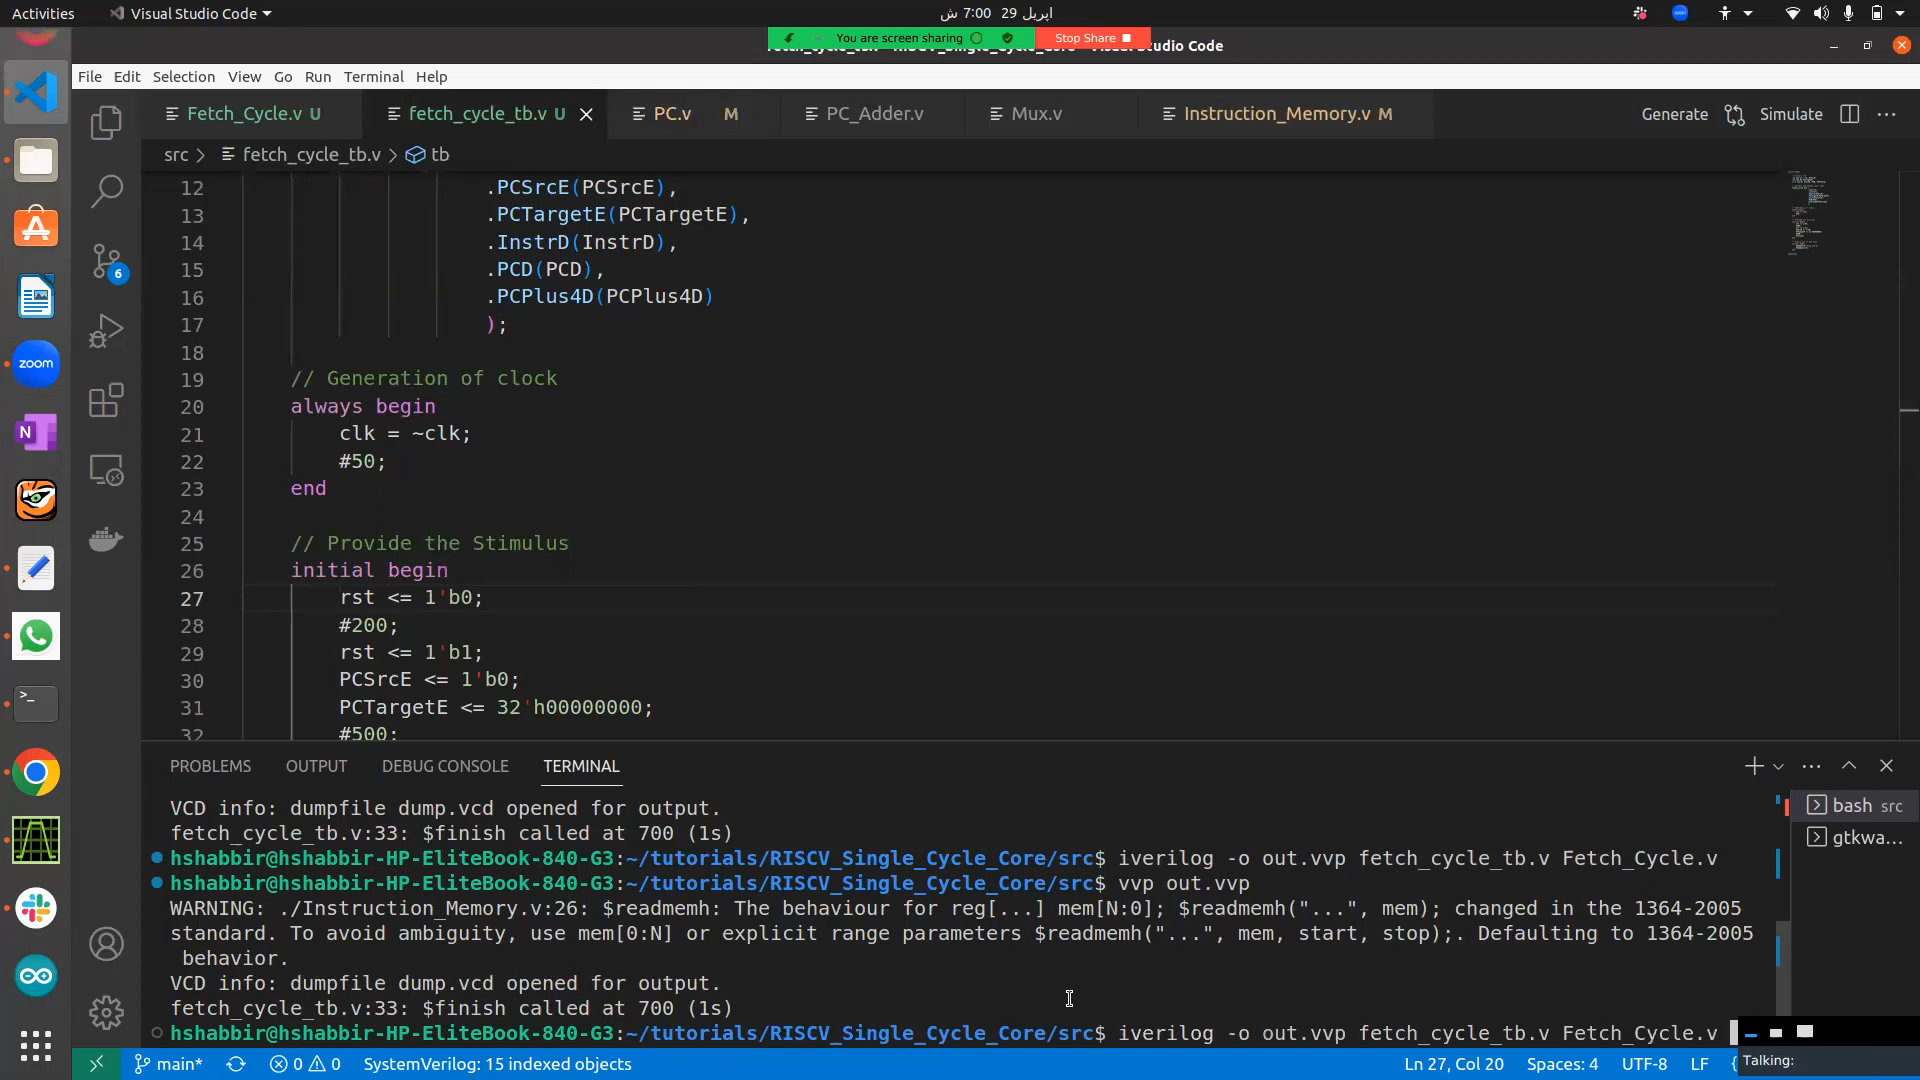 Activities
Visual Studio Code
اپریل 29 7:00 ش
You are screen sharing
Stop Share
Visual Studio Code
File Edit Selection View Go Run Terminal Help
Fetch_Cycle.v U
fetch_cycle_tb.v U
PC.v M
PC_Adder.v
Mux.v
Instruction_Memory.v M
Generate
Simulate
src > fetch_cycle_tb.v > tb
12 .PCSrcE(PCSrcE),
13 .PCTargetE(PCTargetE),
14 .InstrD(InstrD),
15 .PCD(PCD),
16 .PCPlus4D(PCPlus4D)
17 );
18
19 // Generation of clock
20 always begin
21 clk = ~clk;
22 #50;
23 end
24
25 // Provide the Stimulus
26 initial begin
27 rst <= 1'b0;
28 #200;
29 rst <= 1'b1;
30 PCSrcE <= 1'b0;
31 PCTargetE <= 32'h00000000;
32 #500;
PROBLEMS OUTPUT DEBUG CONSOLE TERMINAL
VCD info: dumpfile dump.vcd opened for output.
fetch_cycle_tb.v:33: $finish called at 700 (1s)
hshabbir@hshabbir-HP-EliteBook-840-G3:~/tutorials/RISCV_Single_Cycle_Core/src$ iverilog -o out.vvp fetch_cycle_tb.v Fetch_Cycle.v
hshabbir@hshabbir-HP-EliteBook-840-G3:~/tutorials/RISCV_Single_Cycle_Core/src$ vvp out.vvp
WARNING: ./Instruction_Memory.v:26: $readmemh: The behaviour for reg[...] mem[N:0]; $readmemh("...", mem); changed in the 1364-2005
standard. To avoid ambiguity, use mem[0:N] or explicit range parameters $readmemh("...", mem, start, stop);. Defaulting to 1364-2005
behavior.
VCD info: dumpfile dump.vcd opened for output.
fetch_cycle_tb.v:33: $finish called at 700 (1s)
hshabbir@hshabbir-HP-EliteBook-840-G3:~/tutorials/RISCV_Single_Cycle_Core/src$ iverilog -o out.vvp fetch_cycle_tb.v Fetch_Cycle.v
bash src
gtkwa...
zoom
N
6
main*
0 0
SystemVerilog: 15 indexed objects
Ln 27, Col 20
Spaces: 4
UTF-8
LF
Talking: